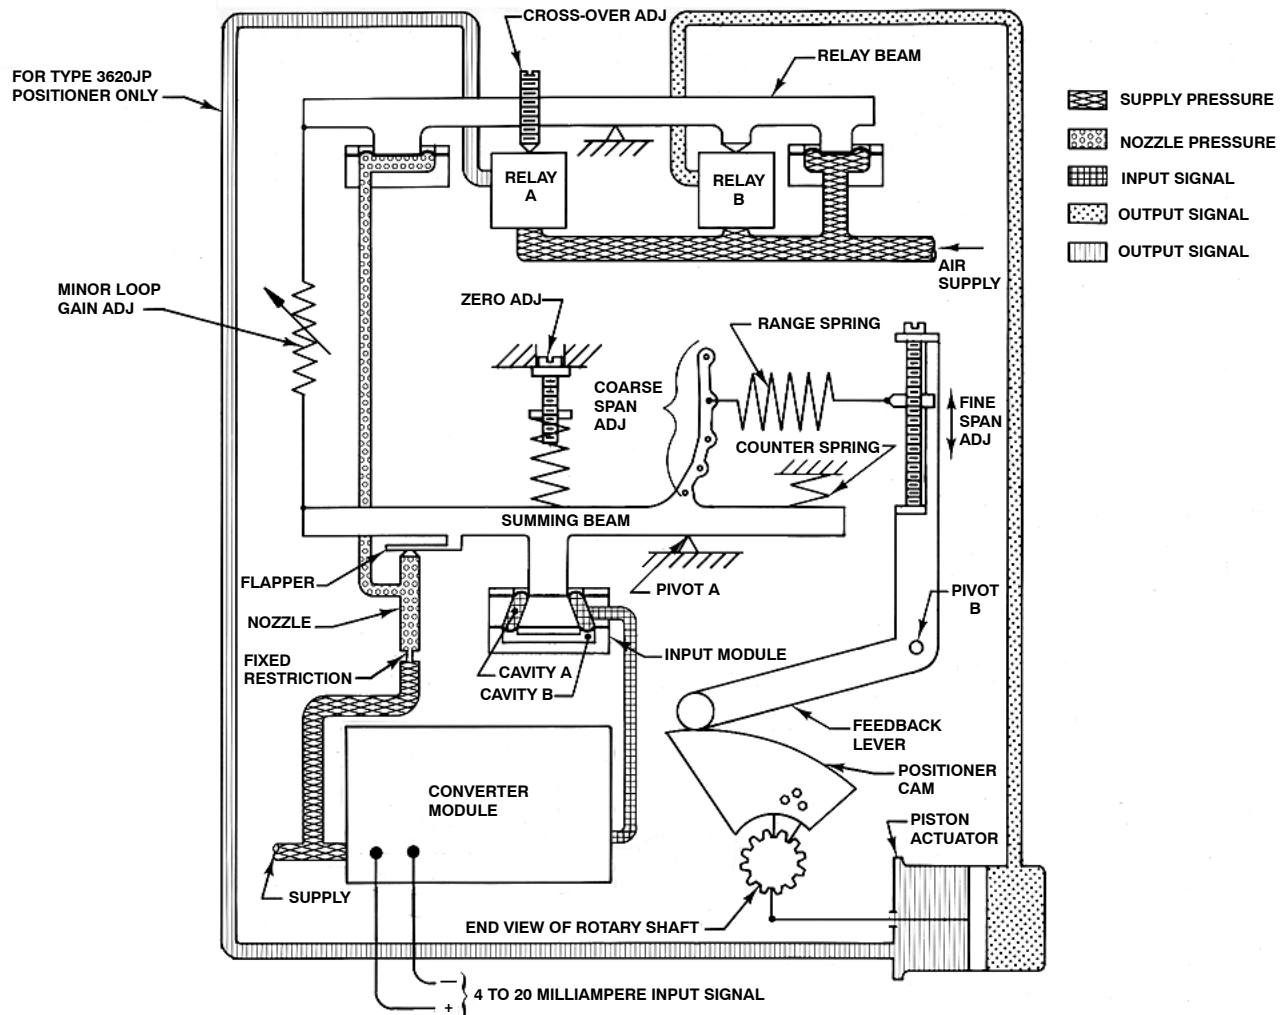 CROSS-OVER ADJ
RELAY BEAM
FOR TYPE 3620JP
POSITIONER ONLY
SUPPLY PRESSURE
NOZZLE PRESSURE
INPUT SIGNAL
OUTPUT SIGNAL
OUTPUT SIGNAL
RELAY
A
RELAY
B
AIR
SUPPLY
MINOR LOOP
GAIN ADJ
ZERO ADJ
RANGE SPRING
COARSE
SPAN
ADJ
FINE
SPAN
ADJ
COUNTER SPRING
SUMMING BEAM
FLAPPER
PIVOT A
PIVOT
B
NOZZLE
INPUT MODULE
FIXED
RESTRICTION
CAVITY A
CAVITY B
FEEDBACK
LEVER
POSITIONER
CAM
CONVERTER
MODULE
PISTON
ACTUATOR
SUPPLY
END VIEW OF ROTARY SHAFT
—
+
4 TO 20 MILLIAMPERE INPUT SIGNAL